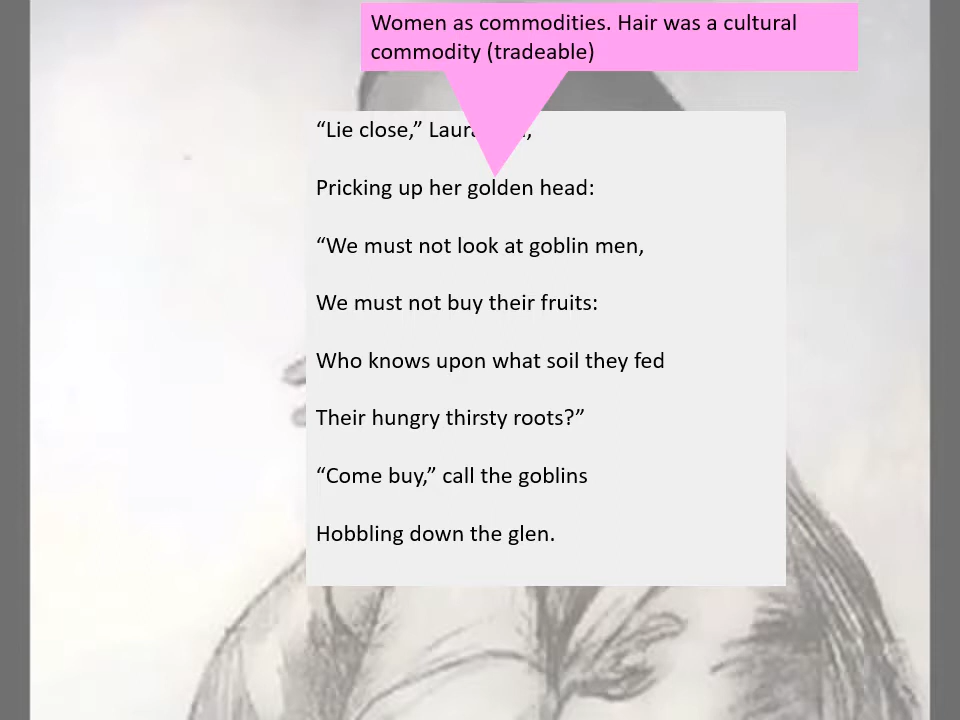 Women as commodities. Hair was a cultural
commodity (tradeable)
“Lie close,” Laura
Pricking up her golden head:
“We must not look at goblin men,
We must not buy their fruits:
Who knows upon what soil they fed
Their hungry thirsty roots?”
“Come buy,” call the goblins
Hobbling down the glen.